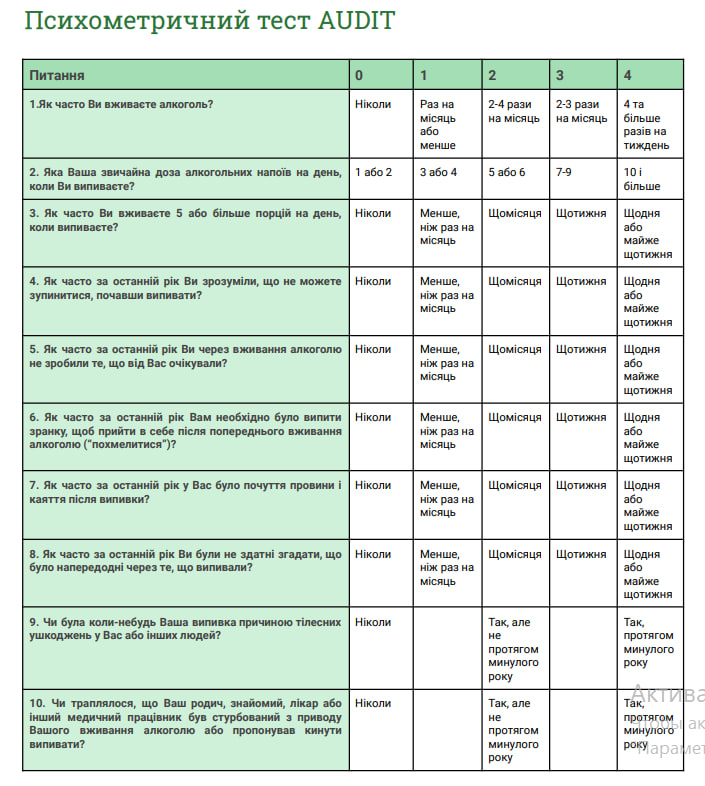 Психометричний тест AUDIT
Питання 0 1 2 3 4
1.Як часто Ви вживаєте алкоголь? Ніколи Раз на 2-4 рази 2-3 рази 4 та
місяць на місяць на місяць більше
або разів на
менше тиждень
2. Яка Ваша звичайна доза алкогольних напоїв на день, 1 або 2 3 або 4 5 або 6 7-9 10 і
коли Ви випиваєте? більше
3. Як часто Ви вживаєте 5 або більше порцій на день, Ніколи Менше, Щомісяця Щотижня Щодня
коли випиваєте? ніж раз на або
місяць майже
щотижня
4. Як часто за останній рік Ви зрозуміли, що не можете Ніколи Менше, Щомісяця Щотижня Щодня
зупинитися, почавши випивати? ніж раз на або
місяць майже
щотижня
5. Як часто за останній рік Ви через вживання алкоголю Ніколи Менше, Щомісяця Щотижня Щодня
не зробили те, що від Вас очікували? ніж раз на або
місяць майже
щотижня
6. Як часто за останній рік Вам необхідно було випити Ніколи Менше, Щомісяця Щотижня Щодня
зранку, щоб прийти в себе після попереднього вживання ніж раз на або
алкоголю ("похмелитися")? місяць майже
щотижня
7. Як часто за останній рік у Вас було почуття провини і Ніколи Менше, Щомісяця Щотижня Щодня
каяття після випивки? ніж раз на або
місяць майже
щотижня
8. Як часто за останній рік Ви були не здатні згадати, що Ніколи Менше, Щомісяця Щотижня Щодня
було напередодні через те, що випивали? ніж раз на або
місяць майже
щотижня
9. Чи була коли-небудь Ваша випивка причиною тілесних Ніколи Так, але Так,
ушкоджень у Вас або інших людей? не протягом
протягом минулого
минулого року
року
Актива
10. Чи траплялося, що Ваш родич, знайомий, лікар або Ніколи Так, але Так,
інший медичний працівник був стурбований з приводу не протягом
Вашого вживання алкоголю або пропонував кинути протягом минулого
випивати? минулого року
року
Чтобы ак
Парамет